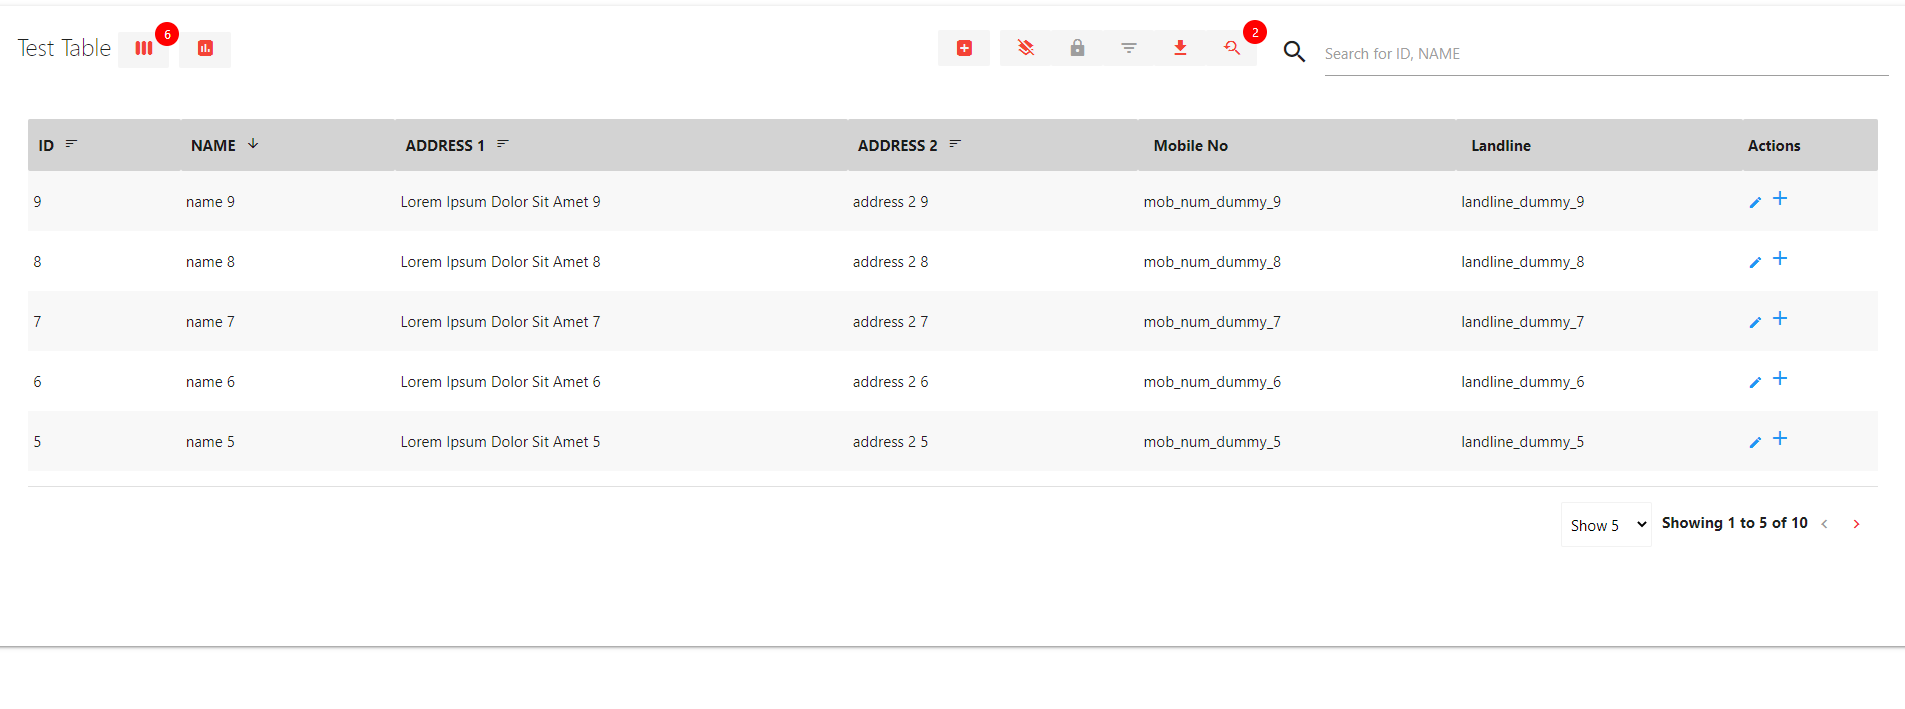 Test Table 6 2 Search for ID, NAME
ID NAME ADDRESS 1 ADDRESS 2 Mobile No Landline Actions
9 name 9 Lorem Ipsum Dolor Sit Amet 9 address 2 9 mob_num_dummy_9 landline_dummy_9
8 name 8 Lorem Ipsum Dolor Sit Amet 8 address 2 8 mob_num_dummy_8 landline_dummy_8
7 name 7 Lorem Ipsum Dolor Sit Amet 7 address 2 7 mob_num_dummy_7 landline_dummy_7
6 name 6 Lorem Ipsum Dolor Sit Amet 6 address 2 6 mob_num_dummy_6 landline_dummy_6
5 name 5 Lorem Ipsum Dolor Sit Amet 5 address 2 5 mob_num_dummy_5 landline_dummy_5
Show 5 Showing 1 to 5 of 10